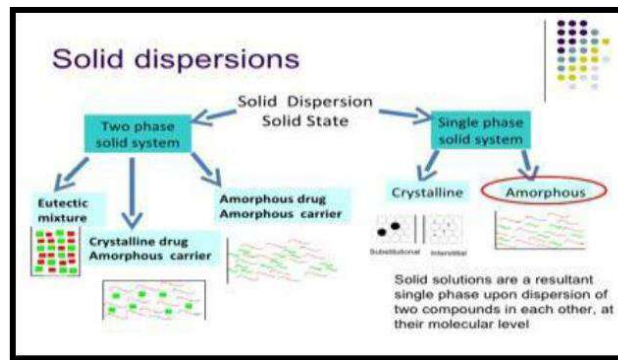 Solid dispersions
Solid Dispersion
Solid State
Two phase
solid system
Single phase
solid system
Eutectic
mixture
Crystalline drug
Amorphous carrier
Amorphous drug
Amorphous carrier
Crystalline
Amorphous
Substitutional
Interstitial
Solid solutions are a resultant
single phase upon dispersion of
two compounds in each other, at
their molecular level